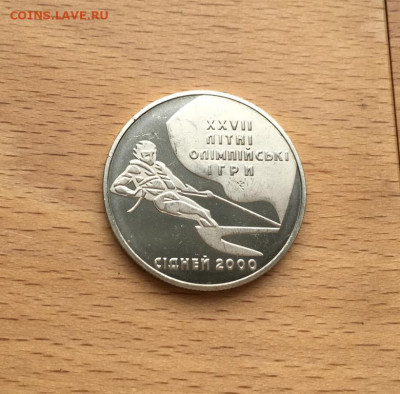 COINS.LAVE.RU
XXVII
ЛІТНІ
ОЛІМПІЙСЬКІ
ІГРИ
СІДНЕЙ 2000